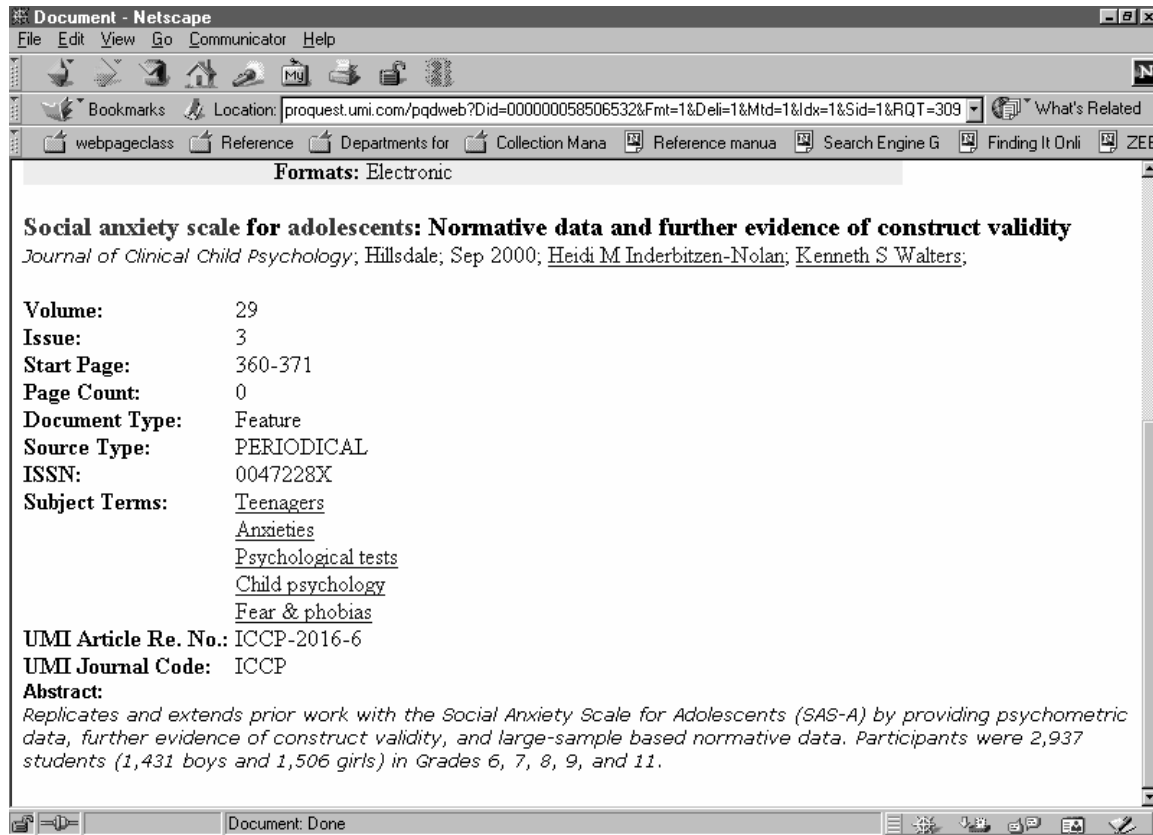 Document - Netscape
File Edit View Go Communicator Help
My
N
Bookmarks Location: proquest.umi.com/pqdweb?Did=000000058506532&Fmt=1&Deli=1&Mtd=1&Idx=1&Sid=1&RQT=309 What's Related
webpageclass Reference Departments for Collection Mana Reference manua Search Engine G Finding It Onli ZEE
Formats: Electronic
Social anxiety scale for adolescents: Normative data and further evidence of construct validity
Journal of Clinical Child Psychology; Hillsdale; Sep 2000; Heidi M Inderbitzen-Nolan; Kenneth S Walters;
Volume: 29
Issue: 3
Start Page: 360-371
Page Count: 0
Document Type: Feature
Source Type: PERIODICAL
ISSN: 0047228X
Subject Terms: Teenagers
Anxieties
Psychological tests
Child psychology
Fear & phobias
UMI Article Re. No.: ICCP-2016-6
UMI Journal Code: ICCP
Abstract:
Replicates and extends prior work with the Social Anxiety Scale for Adolescents (SAS-A) by providing psychometric
data, further evidence of construct validity, and large-sample based normative data. Participants were 2,937
students (1,431 boys and 1,506 girls) in Grades 6, 7, 8, 9, and 11.
Document: Done